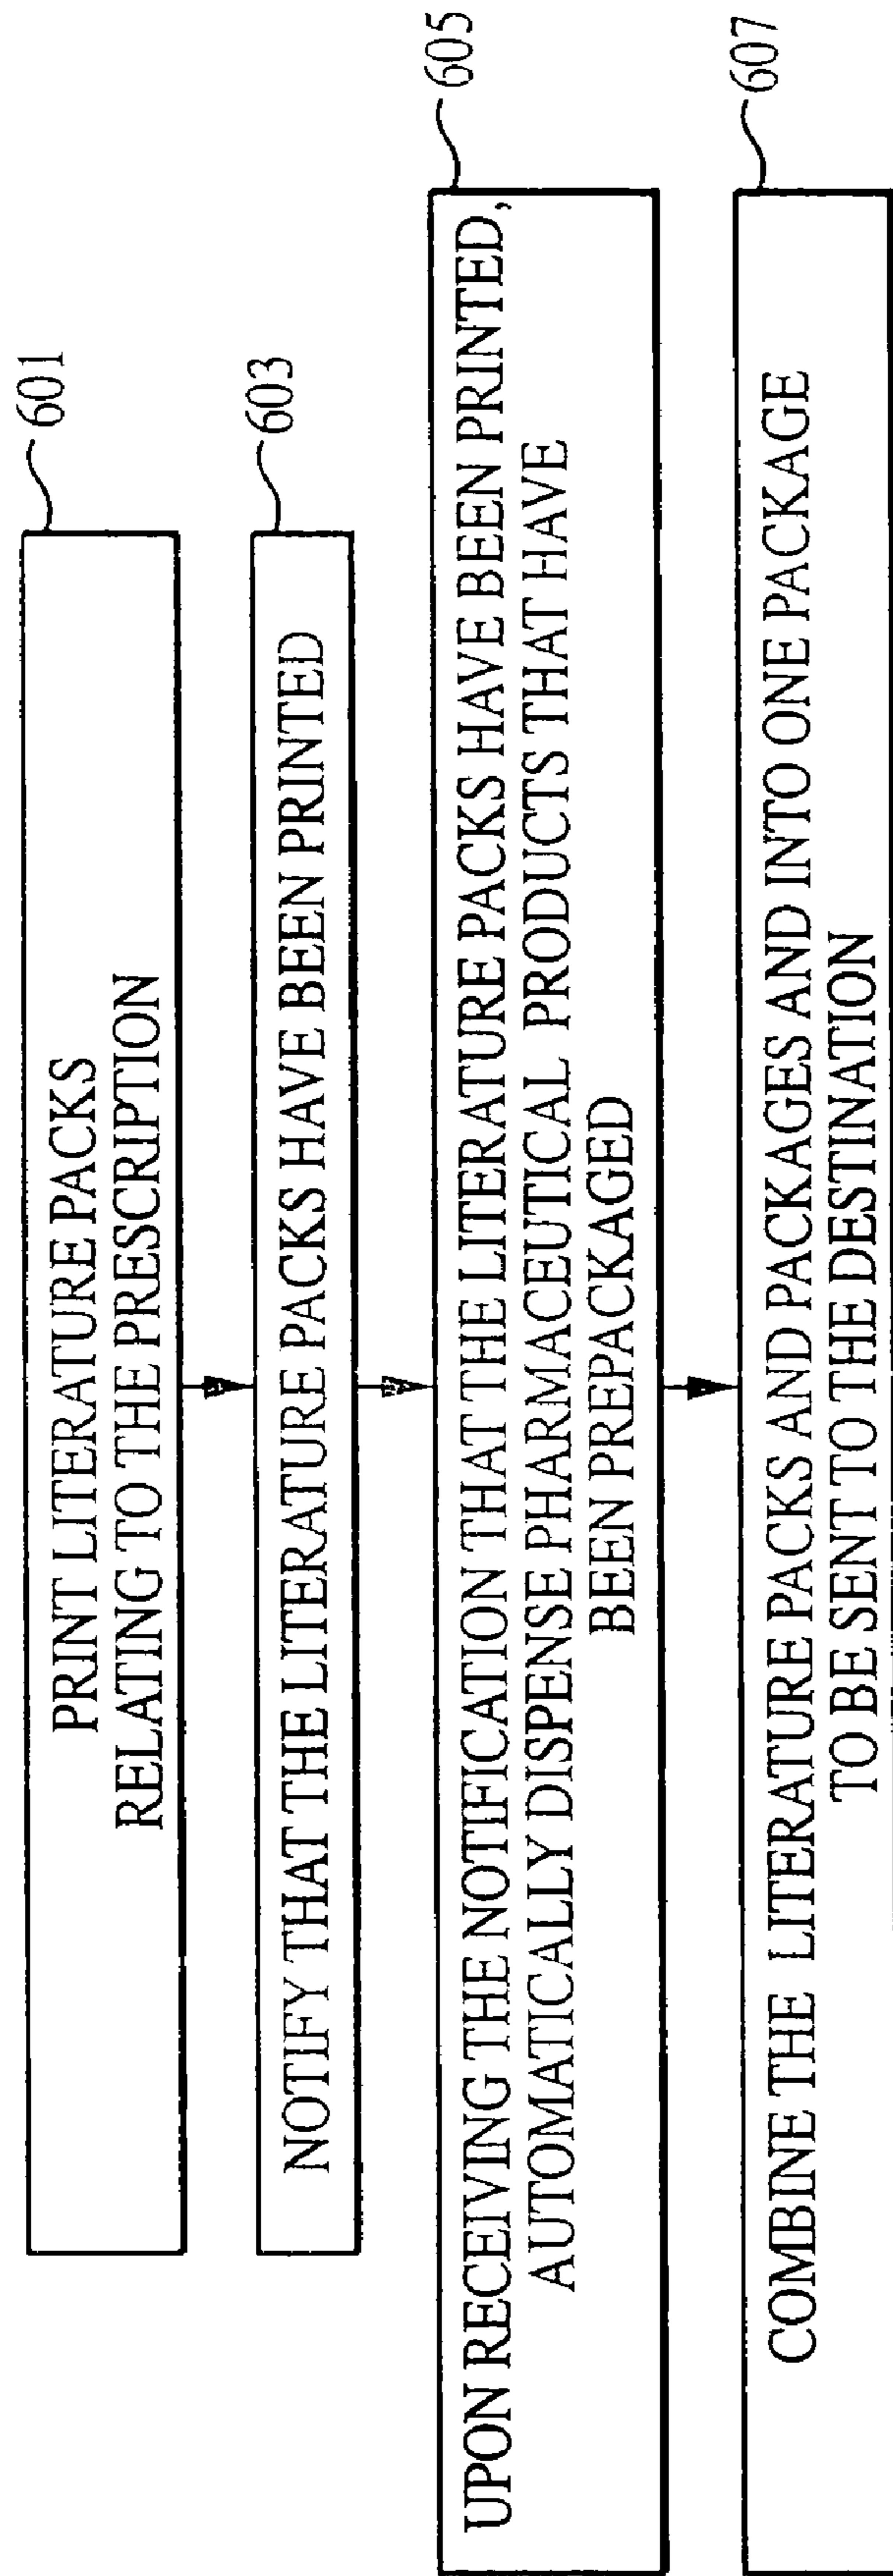 PRINT LITERATURE PACKS
RELATING TO THE PRESCRIPTION
601
NOTIFY THAT THE LITERATURE PACKS HAVE BEEN PRINTED
603
UPON RECEIVING THE NOTIFICATION THAT THE LITERATURE PACKS HAVE BEEN PRINTED,
AUTOMATICALLY DISPENSE PHARMACEUTICAL PRODUCTS THAT HAVE
BEEN PREPACKAGED
605
COMBINE THE LITERATURE PACKS AND PACKAGES AND INTO ONE PACKAGE
TO BE SENT TO THE DESTINATION
607